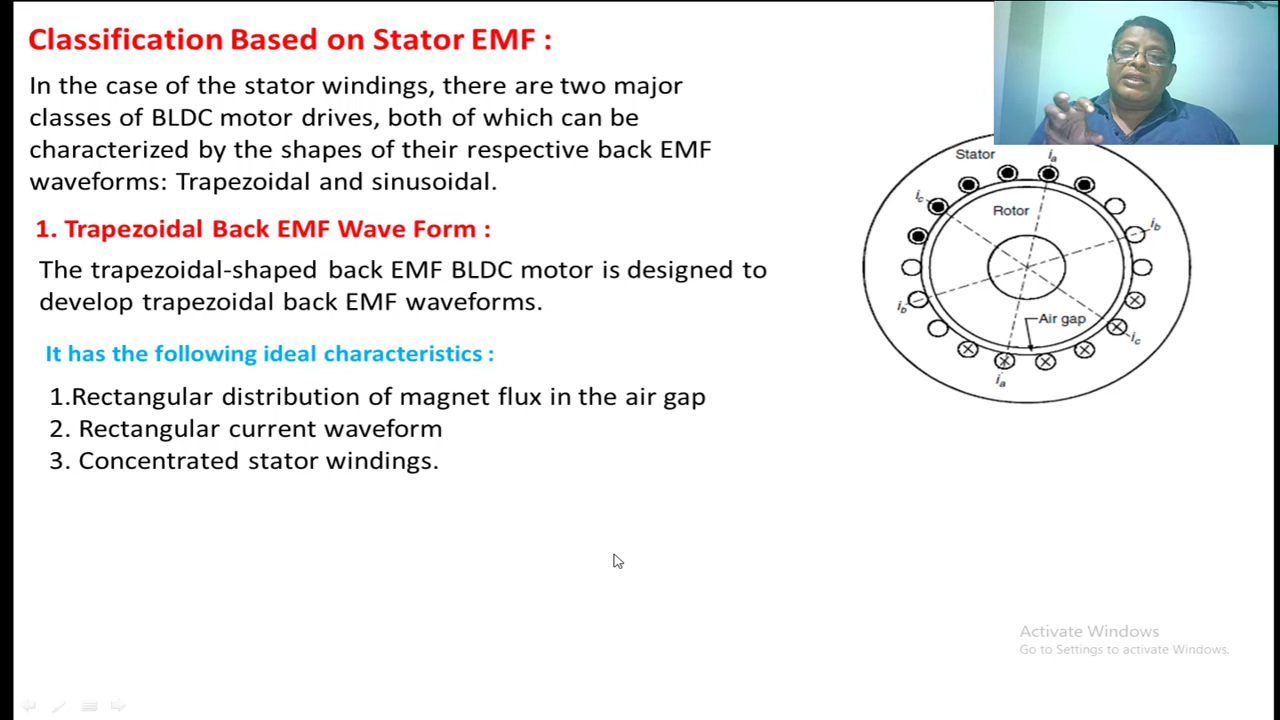 Classification Based on Stator EMF :
In the case of the stator windings, there are two major
classes of BLDC motor drives, both of which can be
characterized by the shapes of their respective back EMF
waveforms: Trapezoidal and sinusoidal.
1. Trapezoidal Back EMF Wave Form :
The trapezoidal-shaped back EMF BLDC motor is designed to
develop trapezoidal back EMF waveforms.
It has the following ideal characteristics :
1.Rectangular distribution of magnet flux in the air gap
2. Rectangular current waveform
3. Concentrated stator windings.
Stator
ia
ic
Rotor
ib
ib
Air gap
ic
ia
Activate Windows
Go to Settings to activate Windows.